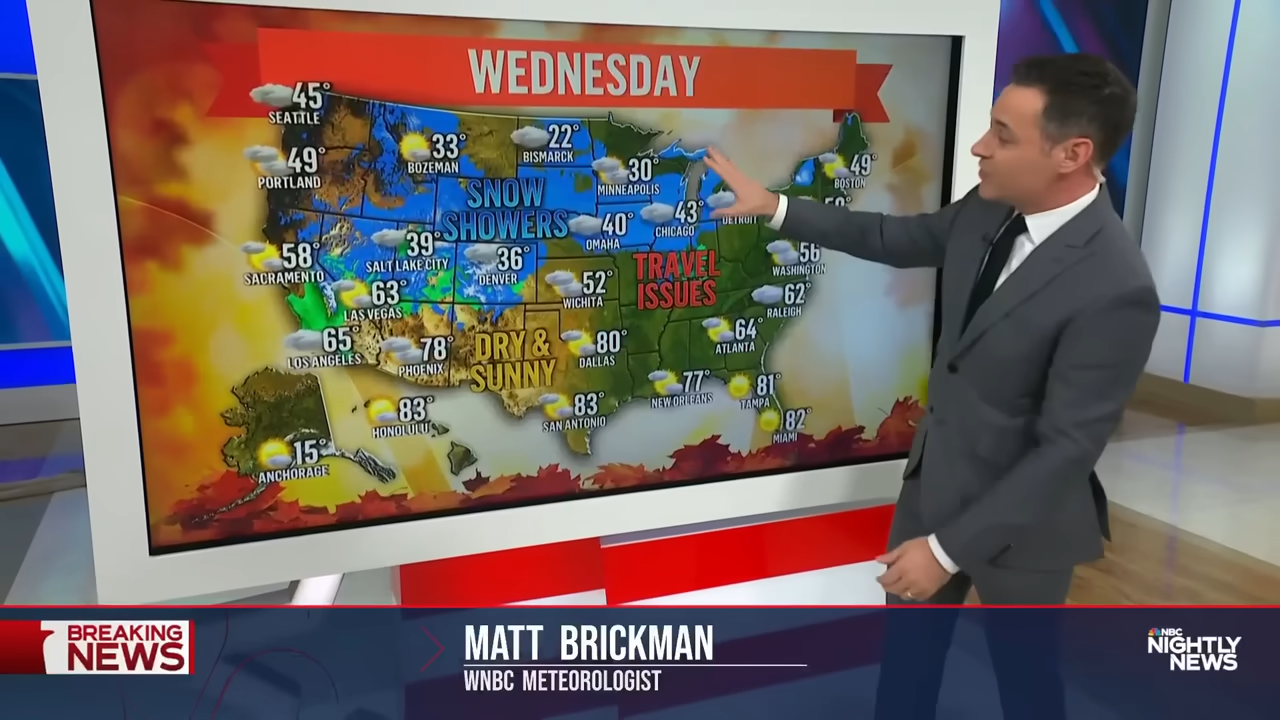 WEDNESDAY
45°
SEATTLE
49°
PORTLAND
33°
BOZEMAN
22°
BISMARCK
30°
MINNEAPOLIS
49°
BOSTON
SNOW
SHOWERS
40°
OMAHA
43°
CHICAGO
DETROIT
58°
SACRAMENTO
39°
SALT LAKE CITY
36°
DENVER
TRAVEL
ISSUES
56
WASHINGTON
63°
LAS VEGAS
52°
WICHITA
62°
RALEIGH
65°
LOS ANGELES
78°
PHOENIX
DRY &
SUNNY
80°
DALLAS
64°
ATLANTA
83°
HONOLULU
83°
SAN ANTONIO
77°
NEW ORLEANS
81°
TAMPA
82°
MIAMI
15°
ANCHORAGE
BREAKING
NEWS
MATT BRICKMAN
WNBC METEOROLOGIST
NBC
NIGHTLY
NEWS